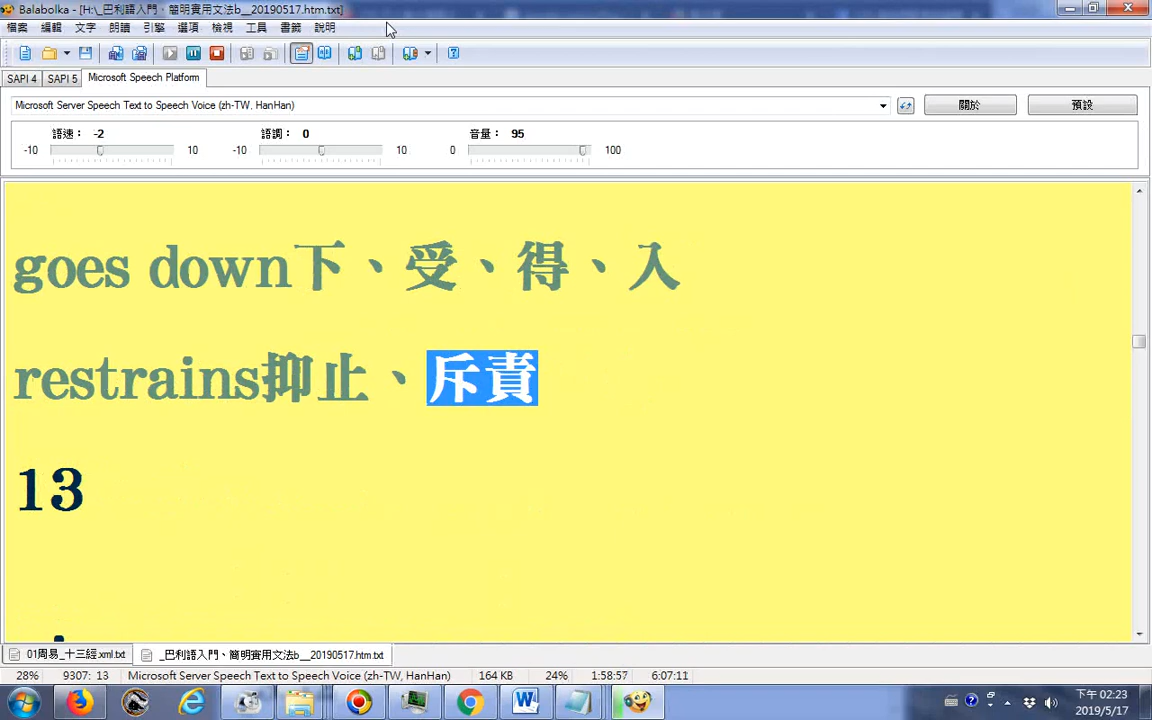 Balabolka - [H:\_巴利語入門、簡明實用文法b__20190517.htm.txt]
檔案 編輯 文字 朗讀 引擎 選項 檢視 工具 書籤 說明
SAPI 4 SAPI 5 Microsoft Speech Platform
Microsoft Server Speech Text to Speech Voice (zh-TW, HanHan) 關於 預設
語速： -2 語調： 0 音量： 95
-10 10 -10 10 0 100
goes down下、受、得、入
restrains抑止、斥責
13
01周易_十三經.xml.txt _巴利語入門、簡明實用文法b__20190517.htm.txt
28% 9307: 13 Microsoft Server Speech Text to Speech Voice (zh-TW, HanHan) 164 KB 24% 1:58:57 6:07:11
下午 02:23
2019/5/17